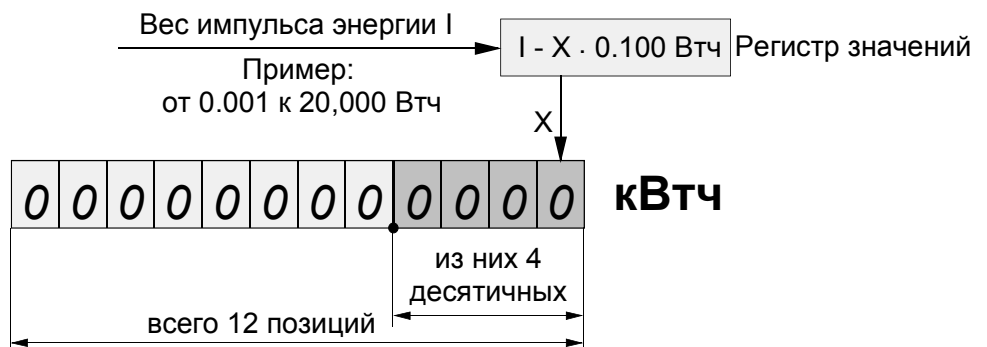 Вес импульса энергии I
I - X · 0.100 Втч
Регистр значений
Пример:
от 0.001 к 20,000 Втч
X
0 0 0 0 0 0 0 0 0 0 0 0
кВтч
из них 4
десятичных
всего 12 позиций